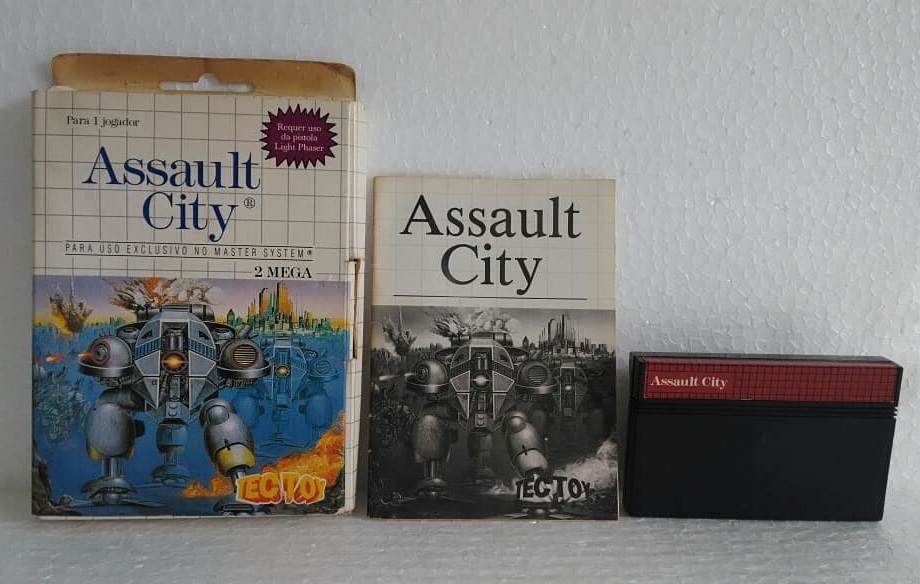 Para 1 jogador
Requer uso
da pistola
Light Phaser
Assault
City®
PARA USO EXCLUSIVO NO MASTER SYSTEM®
2 MEGA
TEC TOY
Assault
City
TEC TOY
Assault City